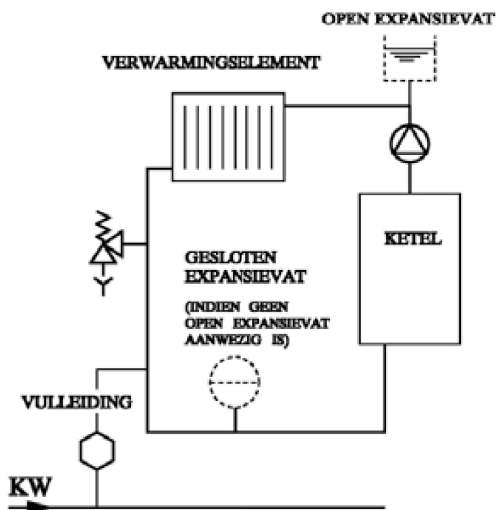 OPEN EXPANSIEVAT
VERWARMINGSELEMENT
KETEL
GESLOTEN
EXPANSIEVAT
(INDIEN GEEN
OPEN EXPANSIEVAT
AANWEZIG IS)
VULLEIDING
KW